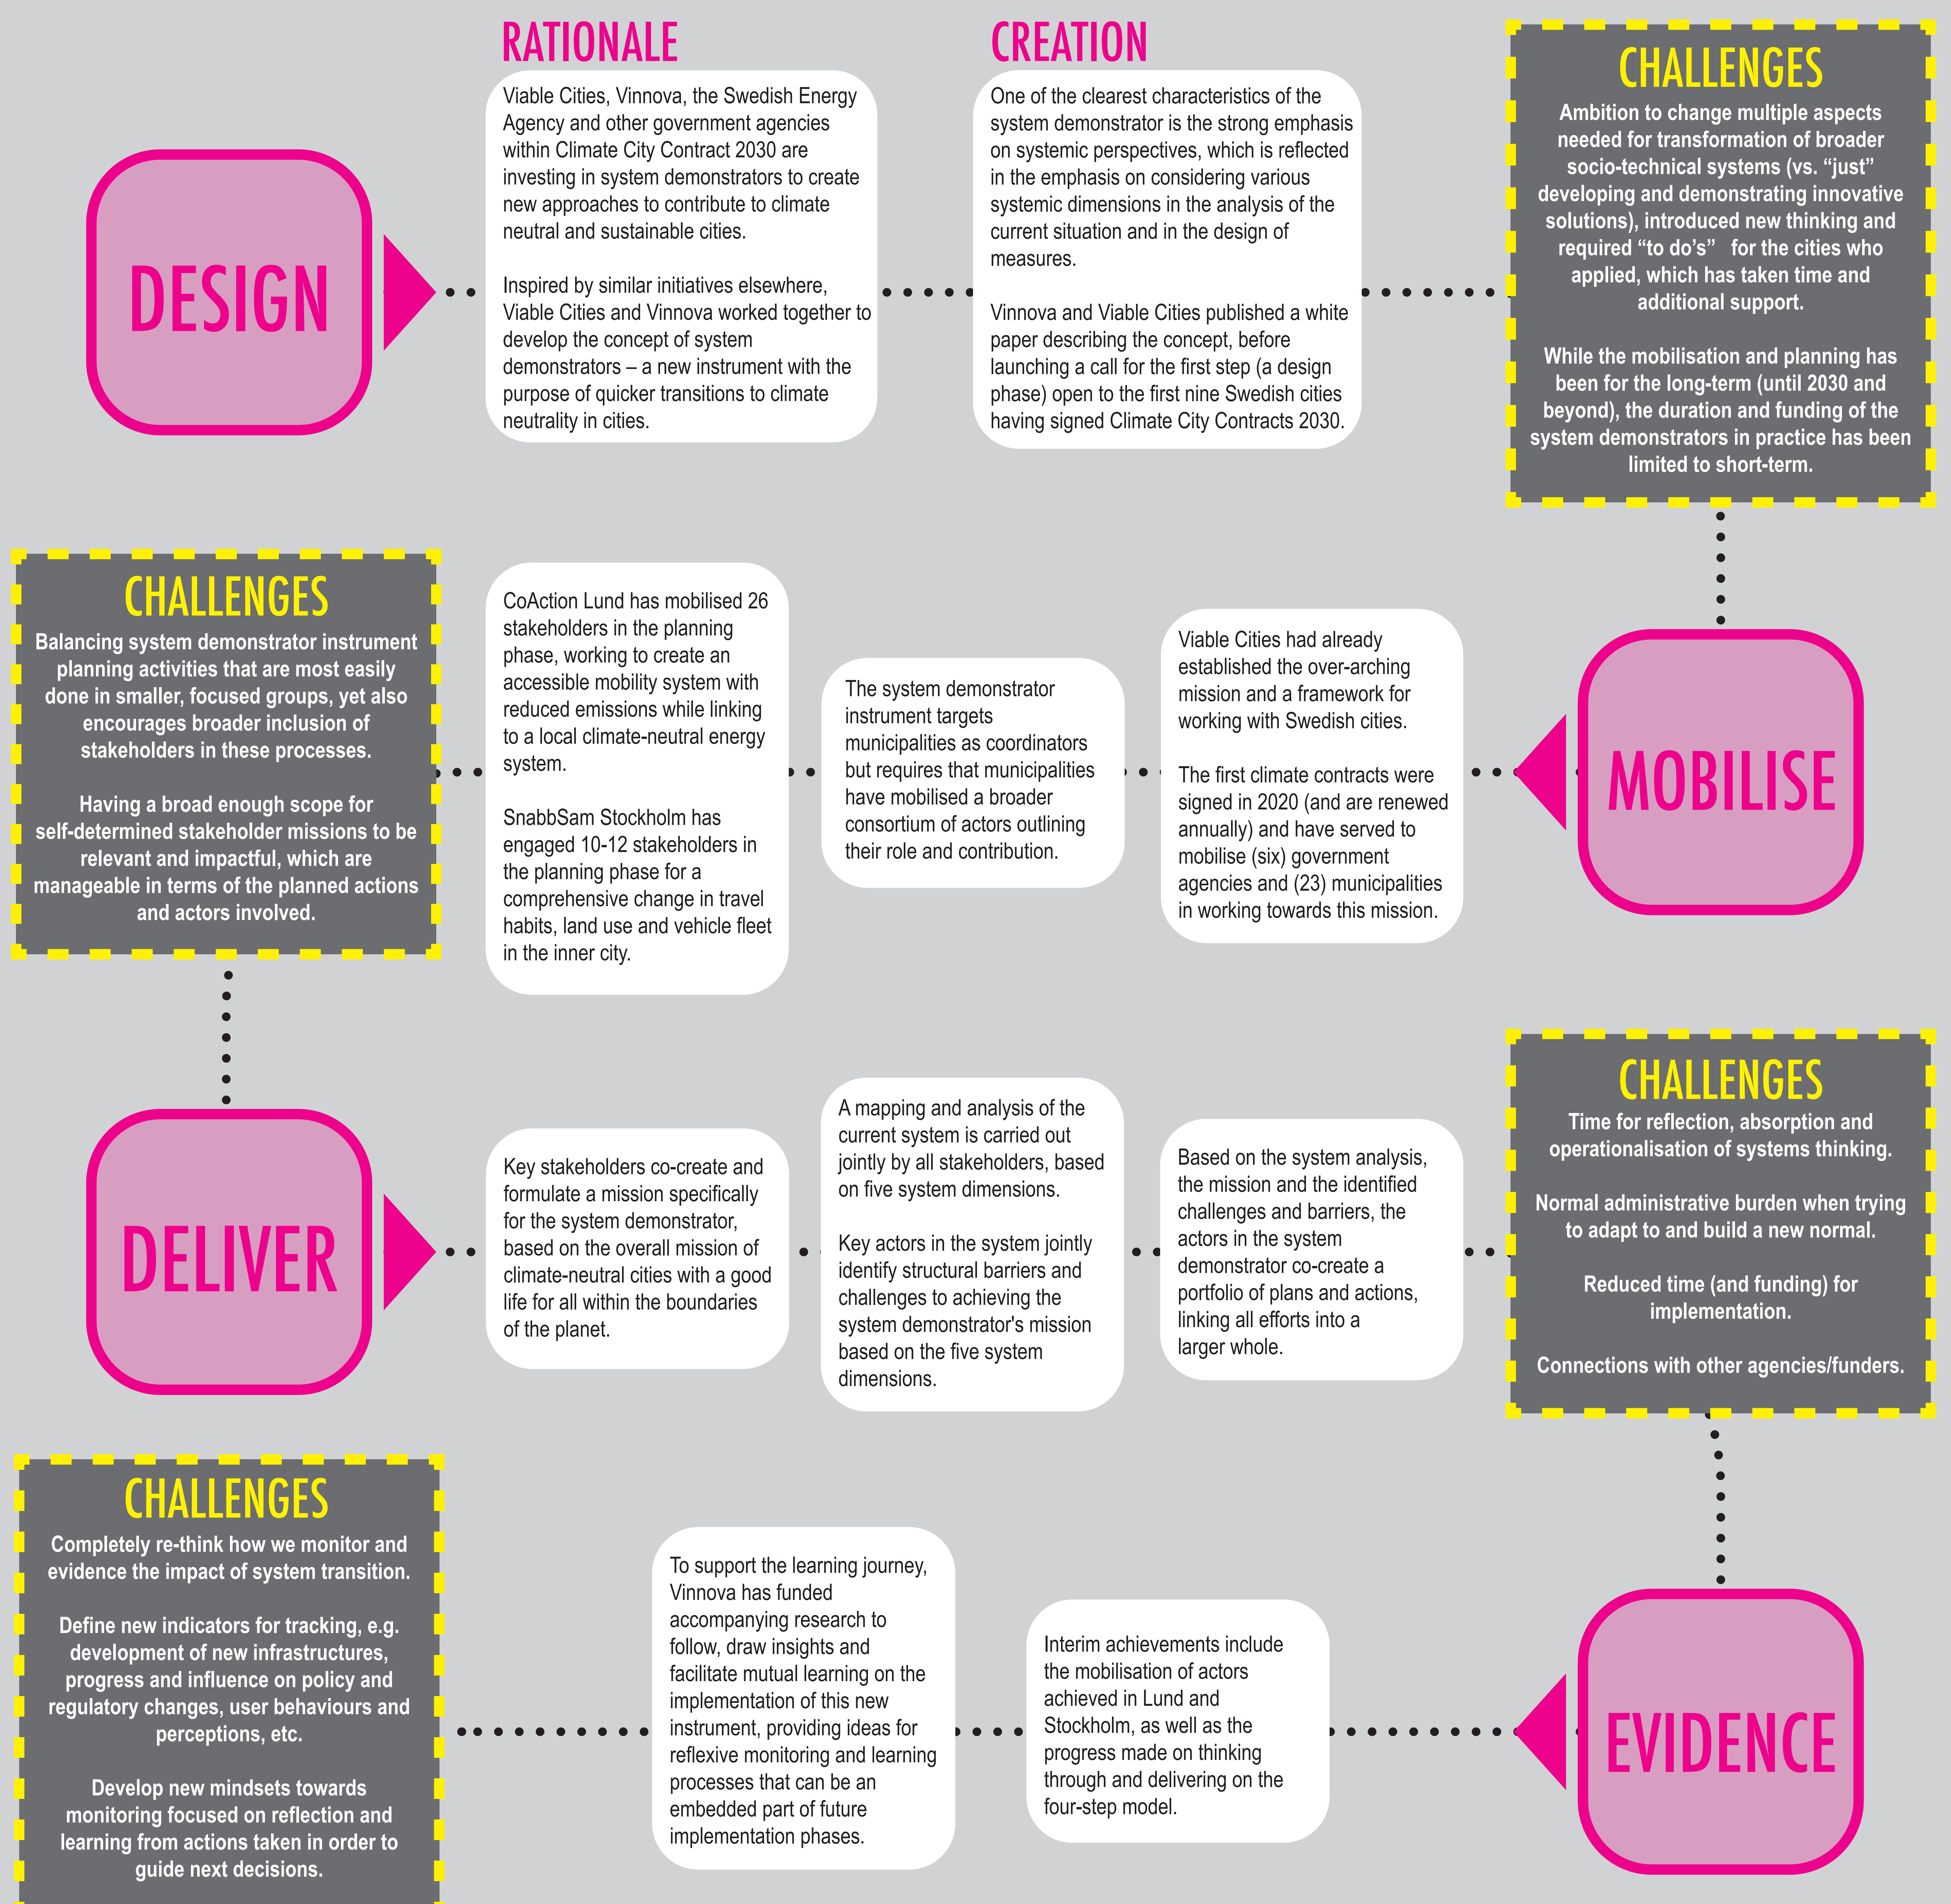 DESIGN
RATIONALE
Viable Cities, Vinnova, the Swedish Energy
Agency and other government agencies
within Climate City Contract 2030 are
investing in system demonstrators to create
new approaches to contribute to climate
neutral and sustainable cities.
Inspired by similar initiatives elsewhere,
Viable Cities and Vinnova worked together to
develop the concept of system
demonstrators – a new instrument with the
purpose of quicker transitions to climate
neutrality in cities.
CREATION
One of the clearest characteristics of the
system demonstrator is the strong emphasis
on systemic perspectives, which is reflected
in the emphasis on considering various
systemic dimensions in the analysis of the
current situation and in the design of
measures.
Vinnova and Viable Cities published a white
paper describing the concept, before
launching a call for the first step (a design
phase) open to the first nine Swedish cities
having signed Climate City Contracts 2030.
CHALLENGES
Ambition to change multiple aspects
needed for transformation of broader
socio-technical systems (vs. “just”
developing and demonstrating innovative
solutions), introduced new thinking and
required “to do’s” for the cities who
applied, which has taken time and
additional support.
While the mobilisation and planning has
been for the long-term (until 2030 and
beyond), the duration and funding of the
system demonstrators in practice has been
limited to short-term.
MOBILISE
Viable Cities had already
established the over-arching
mission and a framework for
working with Swedish cities.
The first climate contracts were
signed in 2020 (and are renewed
annually) and have served to
mobilise (six) government
agencies and (23) municipalities
in working towards this mission.
The system demonstrator
instrument targets
municipalities as coordinators
but requires that municipalities
have mobilised a broader
consortium of actors outlining
their role and contribution.
CoAction Lund has mobilised 26
stakeholders in the planning
phase, working to create an
accessible mobility system with
reduced emissions while linking
to a local climate-neutral energy
system.
SnabbSam Stockholm has
engaged 10-12 stakeholders in
the planning phase for a
comprehensive change in travel
habits, land use and vehicle fleet
in the inner city.
CHALLENGES
Balancing system demonstrator instrument
planning activities that are most easily
done in smaller, focused groups, yet also
encourages broader inclusion of
stakeholders in these processes.
Having a broad enough scope for
self-determined stakeholder missions to be
relevant and impactful, which are
manageable in terms of the planned actions
and actors involved.
DELIVER
Key stakeholders co-create and
formulate a mission specifically
for the system demonstrator,
based on the overall mission of
climate-neutral cities with a good
life for all within the boundaries
of the planet.
A mapping and analysis of the
current system is carried out
jointly by all stakeholders, based
on five system dimensions.
Key actors in the system jointly
identify structural barriers and
challenges to achieving the
system demonstrator's mission
based on the five system
dimensions.
Based on the system analysis,
the mission and the identified
challenges and barriers, the
actors in the system
demonstrator co-create a
portfolio of plans and actions,
linking all efforts into a
larger whole.
CHALLENGES
Time for reflection, absorption and
operationalisation of systems thinking.
Normal administrative burden when trying
to adapt to and build a new normal.
Reduced time (and funding) for
implementation.
Connections with other agencies/funders.
EVIDENCE
Interim achievements include
the mobilisation of actors
achieved in Lund and
Stockholm, as well as the
progress made on thinking
through and delivering on the
four-step model.
To support the learning journey,
Vinnova has funded
accompanying research to
follow, draw insights and
facilitate mutual learning on the
implementation of this new
instrument, providing ideas for
reflexive monitoring and learning
processes that can be an
embedded part of future
implementation phases.
CHALLENGES
Completely re-think how we monitor and
evidence the impact of system transition.
Define new indicators for tracking, e.g.
development of new infrastructures,
progress and influence on policy and
regulatory changes, user behaviours and
perceptions, etc.
Develop new mindsets towards
monitoring focused on reflection and
learning from actions taken in order to
guide next decisions.